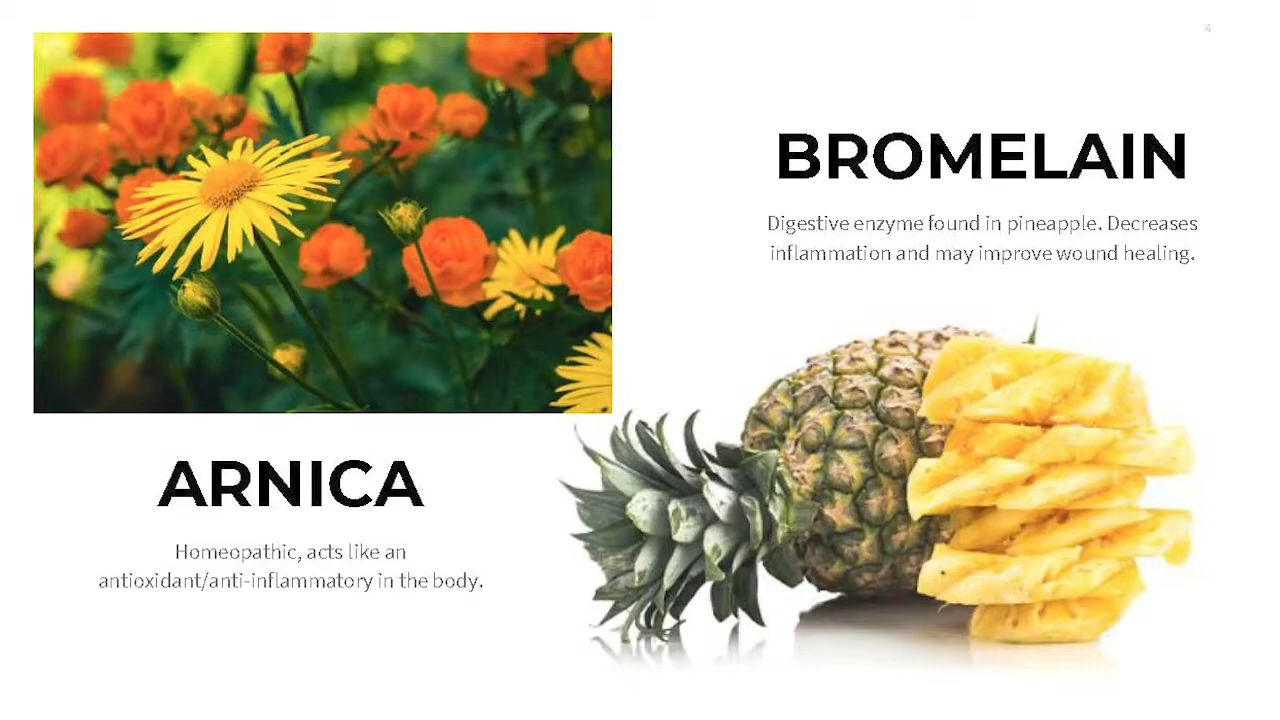 4
BROMELAIN
Digestive enzyme found in pineapple. Decreases
inflammation and may improve wound healing.
ARNICA
Homeopathic, acts like an
antioxidant/anti-inflammatory in the body.